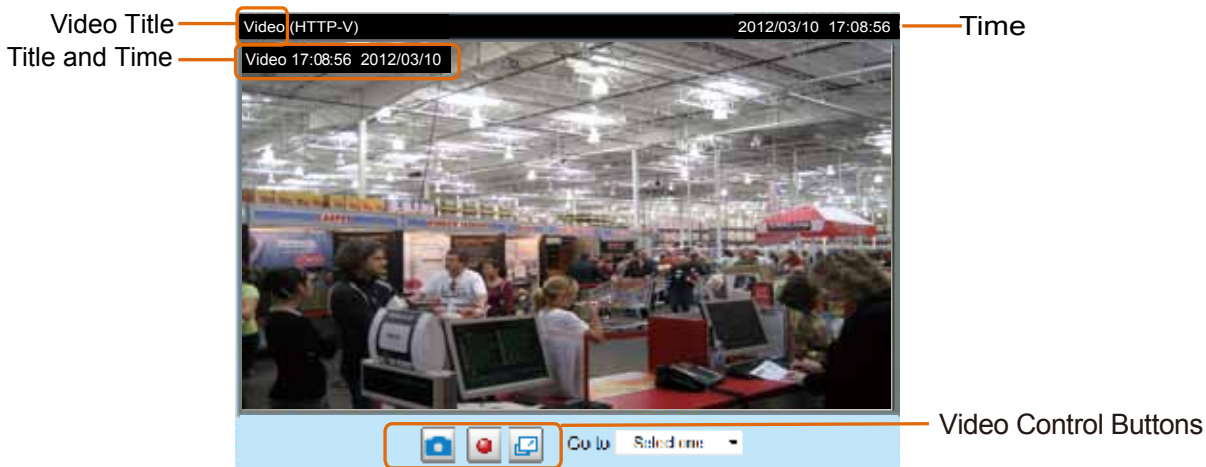 Video Title
Video (HTTP-V)
2012/03/10 17:08:56
Time
Title and Time
Video 17:08:56 2012/03/10
Go to
Select one
Video Control Buttons